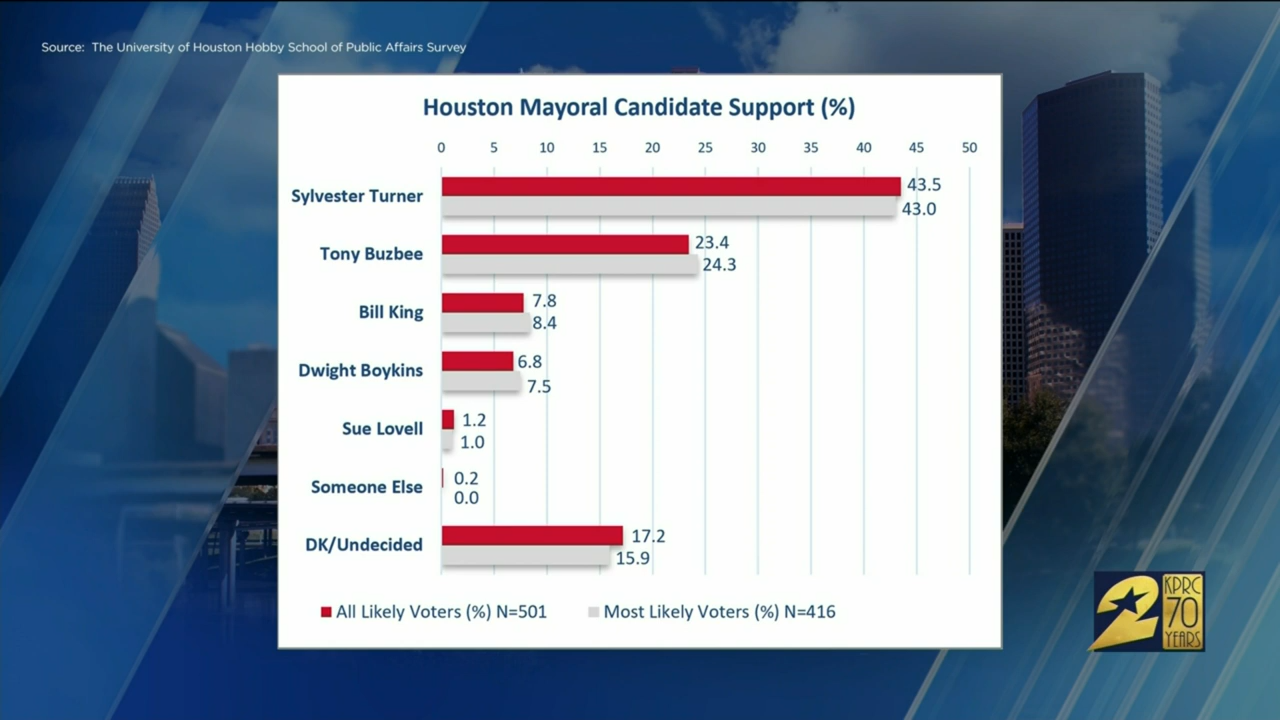 Source: The University of Houston Hobby School of Public Affairs Survey
Houston Mayoral Candidate Support (%)
0 5 10 15 20 25 30 35 40 45 50
Sylvester Turner 43.5
43.0
Tony Buzbee 23.4
24.3
Bill King 7.8
8.4
Dwight Boykins 6.8
7.5
Sue Lovell 1.2
1.0
Someone Else 0.2
0.0
DK/Undecided 17.2
15.9
All Likely Voters (%) N=501 Most Likely Voters (%) N=416
2 KPRC
70
YEARS